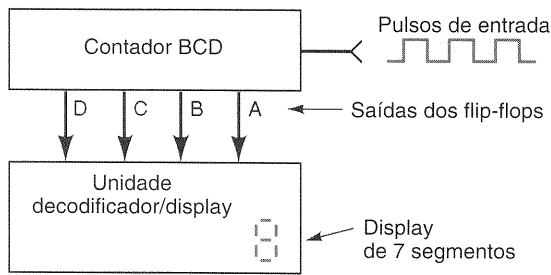 Contador BCD
Pulsos de entrada
D C B A
Saídas dos flip-flops
Unidade
decodificador/display
Display
de 7 segmentos